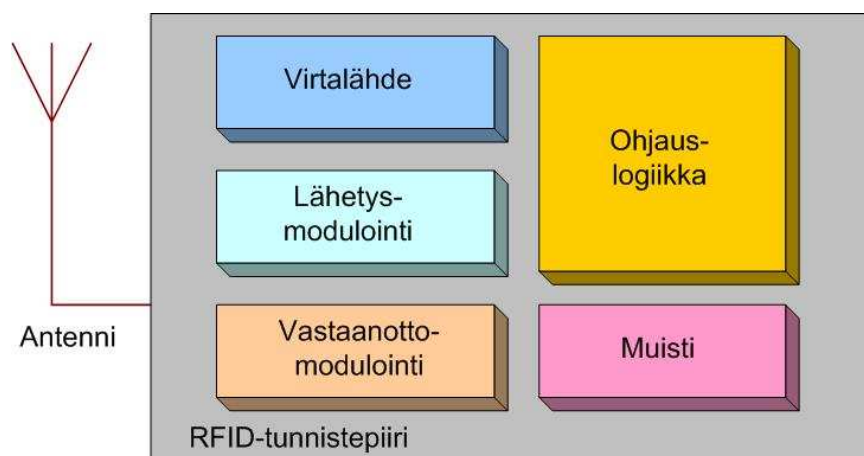 Virtalähde
Ohjaus-
logiikka
Lähetys-
modulointi
Antenni
Vastaanotto-
modulointi
Muisti
RFID-tunnistepiiri